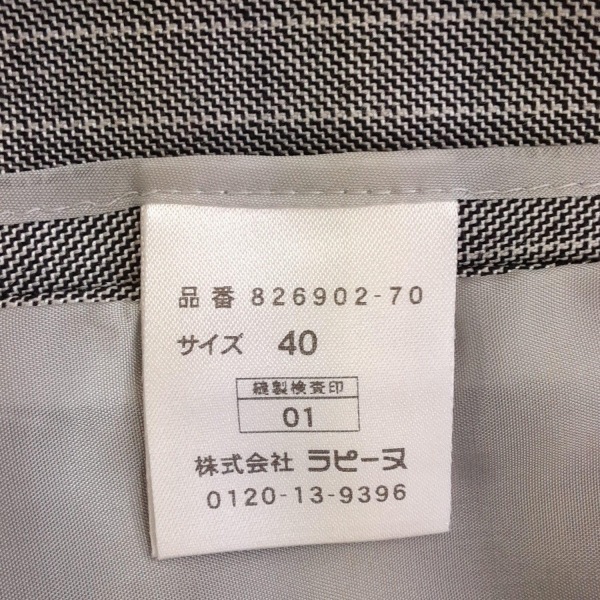 品番 826902-70
サイズ 40
縫製検査印
01
株式会社 ラピーヌ
0120-13-9396